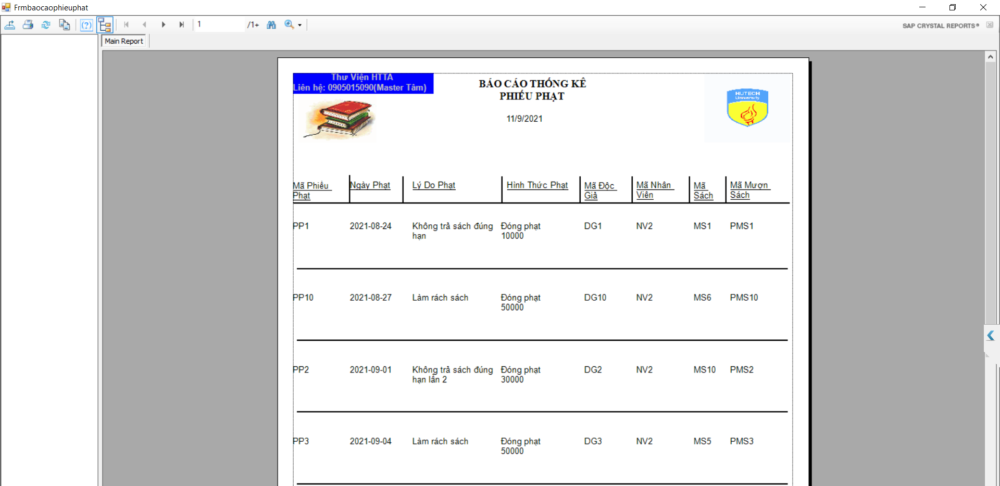 Frmbaocaophieuphat
1 /1+
SAP CRYSTAL REPORTS®
Main Report
Thư Viện HTTA
Liên hệ: 0905015090(Master Tâm)
BÁO CÁO THỐNG KÊ
PHIẾU PHẠT
11/9/2021
HUTECH
University
Mã Phiếu Phạt | Ngày Phạt | Lý Do Phạt | Hình Thức Phạt | Mã Độc Giả | Mã Nhân Viên | Mã Sách | Mã Mượn Sách
PP1 2021-08-24 Không trả sách đúng hạn Đóng phạt 10000 DG1 NV2 MS1 PMS1
PP10 2021-08-27 Làm rách sách Đóng phạt 50000 DG10 NV2 MS6 PMS10
PP2 2021-09-01 Không trả sách đúng hạn lần 2 Đóng phạt 30000 DG2 NV2 MS10 PMS2
PP3 2021-09-04 Làm rách sách Đóng phạt 50000 DG3 NV2 MS5 PMS3